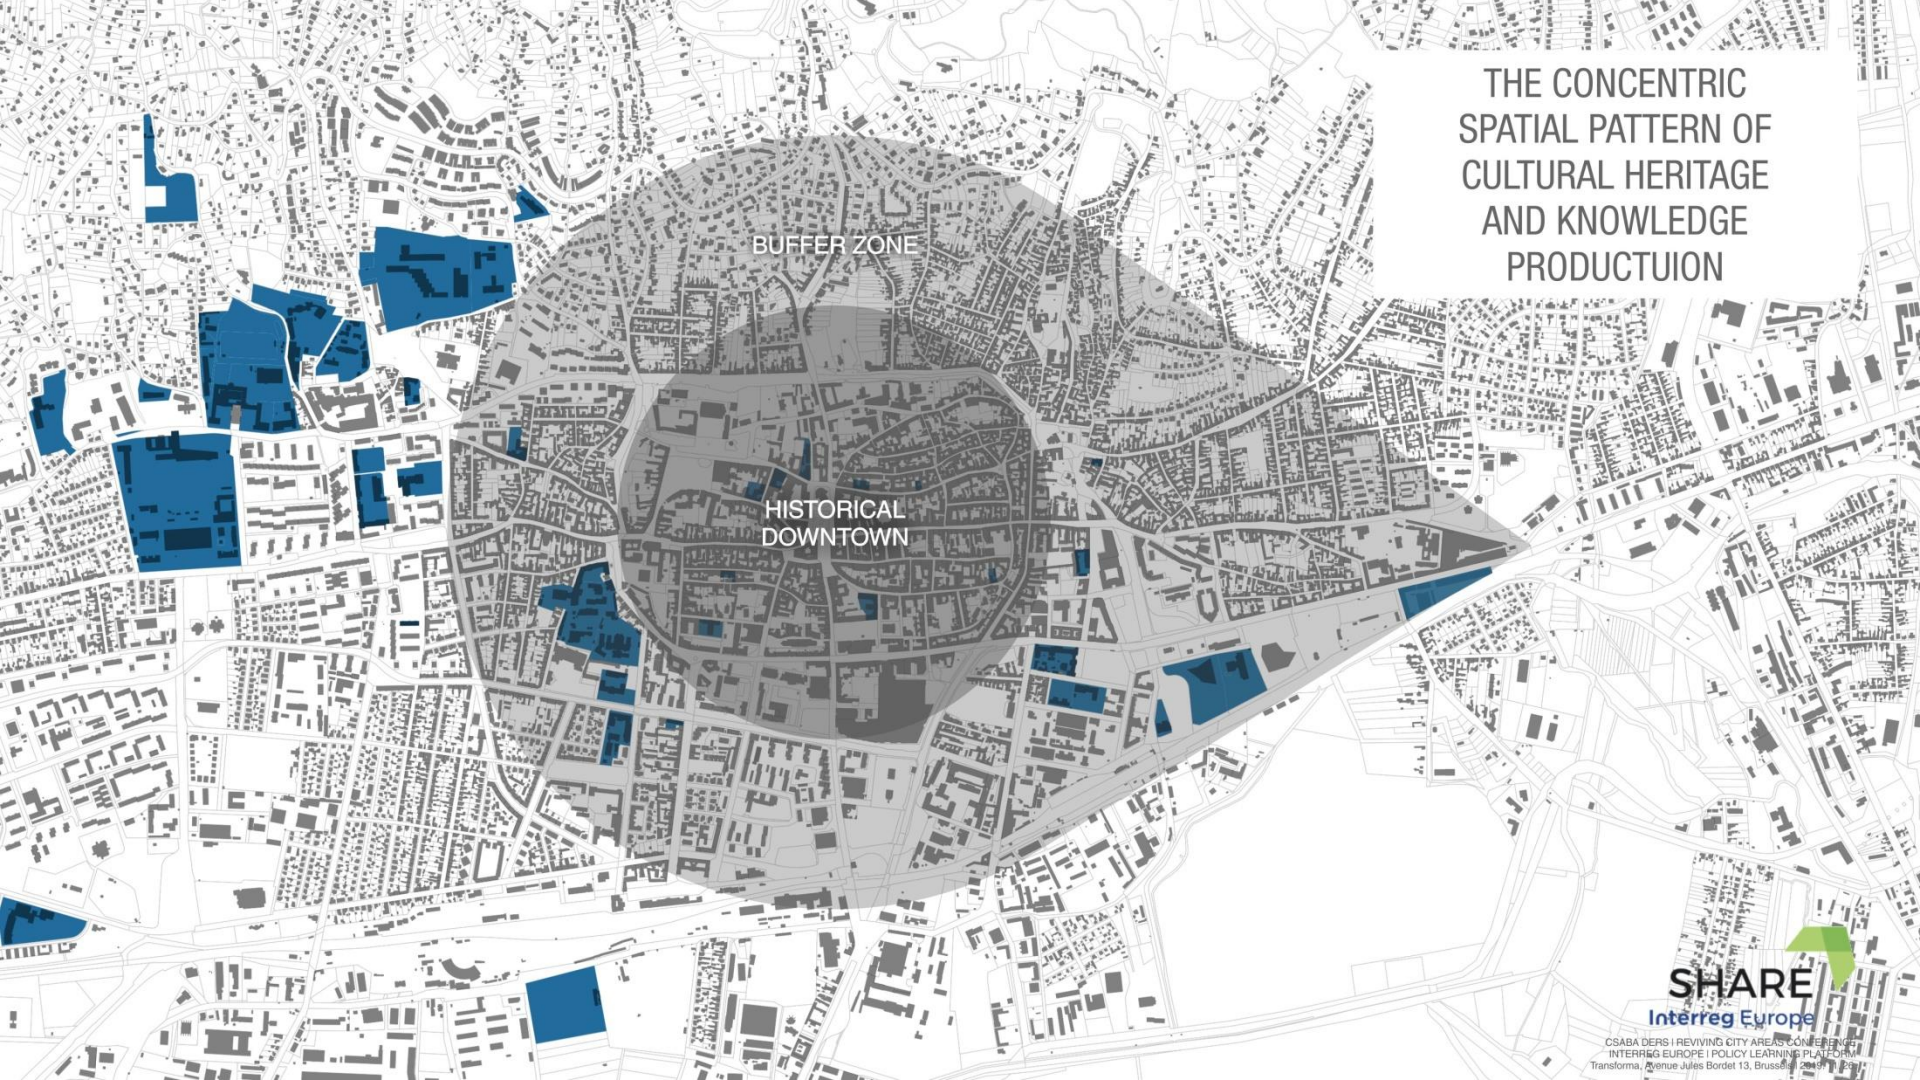 THE CONCENTRIC
SPATIAL PATTERN OF
CULTURAL HERITAGE
AND KNOWLEDGE
PRODUCTUION
BUFFER ZONE
HISTORICAL
DOWNTOWN
SHARE
Interreg Europe
CSABA DERS I REVIVING CITY AREAS CONFERENCE
INTERREG EUROPE I POLICY LEARNING PLATFORM
Transforma, Avenue Jules Bordet 13, Brussels I